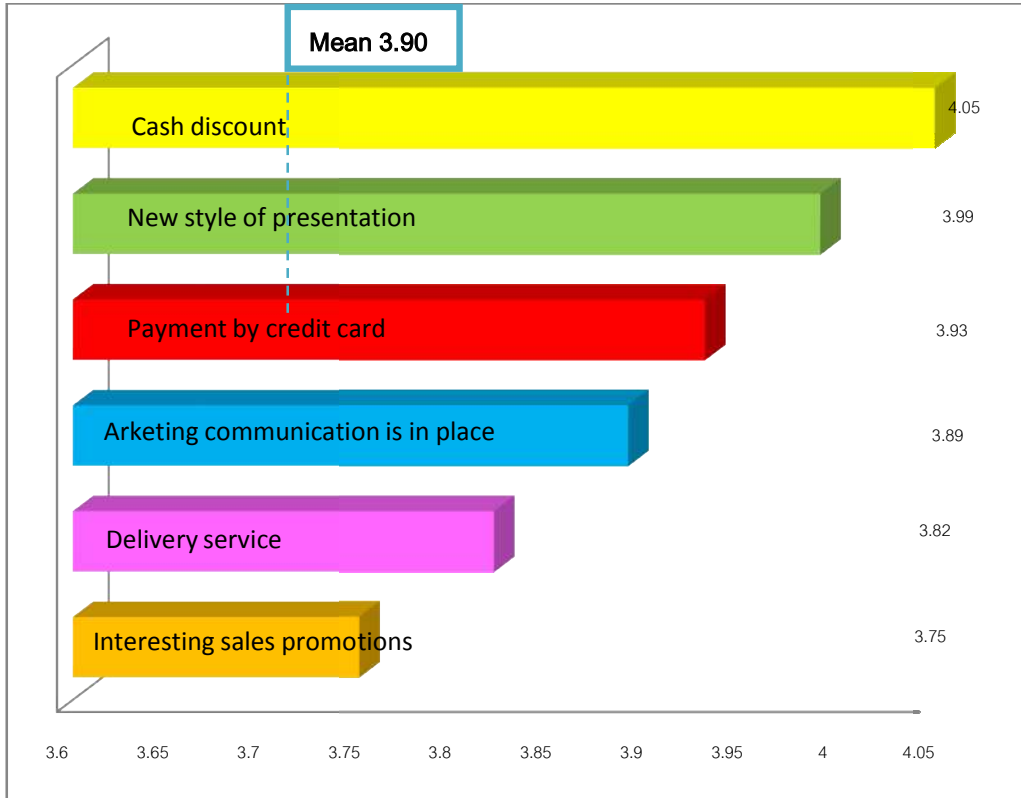 Mean 3.90
Cash discount 4.05
New style of presentation 3.99
Payment by credit card 3.93
Arketing communication is in place 3.89
Delivery service 3.82
Interesting sales promotions 3.75
3.6 3.65 3.7 3.75 3.8 3.85 3.9 3.95 4 4.05